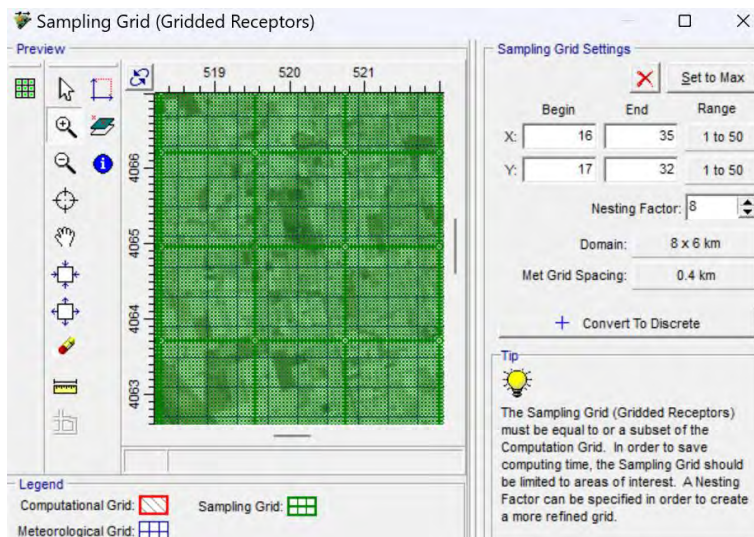 Sampling Grid (Gridded Receptors)
Preview
519 520 521
4066
4065
4064
4063
Legend
Computational Grid:
Sampling Grid:
Meteorological Grid:
Sampling Grid Settings
Set to Max
Begin End Range
X: 16 35 1 to 50
Y: 17 32 1 to 50
Nesting Factor: 8
Domain: 8 x 6 km
Met Grid Spacing: 0.4 km
+ Convert To Discrete
Tip
The Sampling Grid (Gridded Receptors)
must be equal to or a subset of the
Computation Grid. In order to save
computing time, the Sampling Grid should
be limited to areas of interest. A Nesting
Factor can be specified in order to create
a more refined grid.